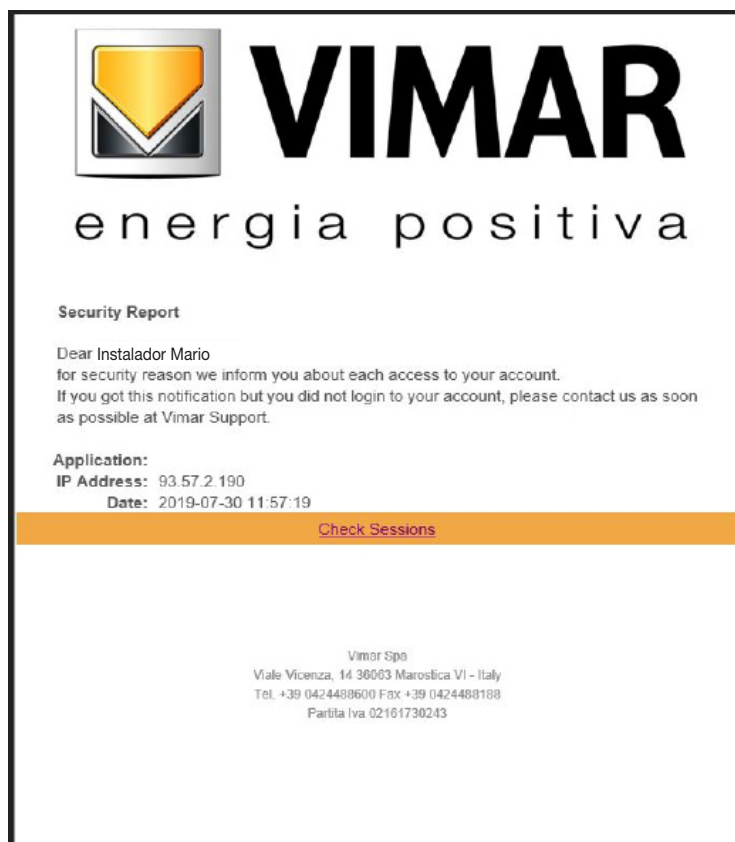 VIMAR
energia positiva
Security Report
Dear Instalador Mario
for security reason we inform you about each access to your account.
If you got this notification but you did not login to your account, please contact us as soon
as possible at Vimar Support.
Application:
IP Address: 93.57.2.190
Date: 2019-07-30 11:57:19
Check Sessions
Vimar Spa
Viale Vicenza, 14 36063 Marostica VI - Italy
Tel. +39 0424488600 Fax +39 0424488188
Partita Iva 02161730243